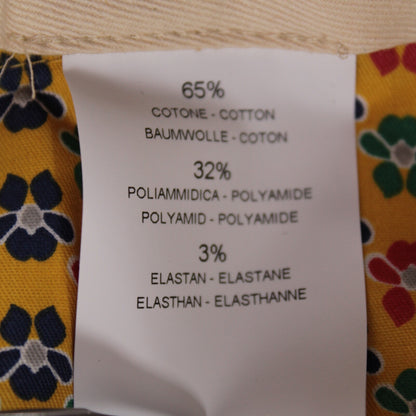 65%
COTONE - COTTON
BAUMWOLLE - COTON
32%
POLIAMMIDICA - POLYAMIDE
POLYAMID - POLYAMIDE
3%
ELASTAN - ELASTANE
ELASTHAN - ELASTHANNE